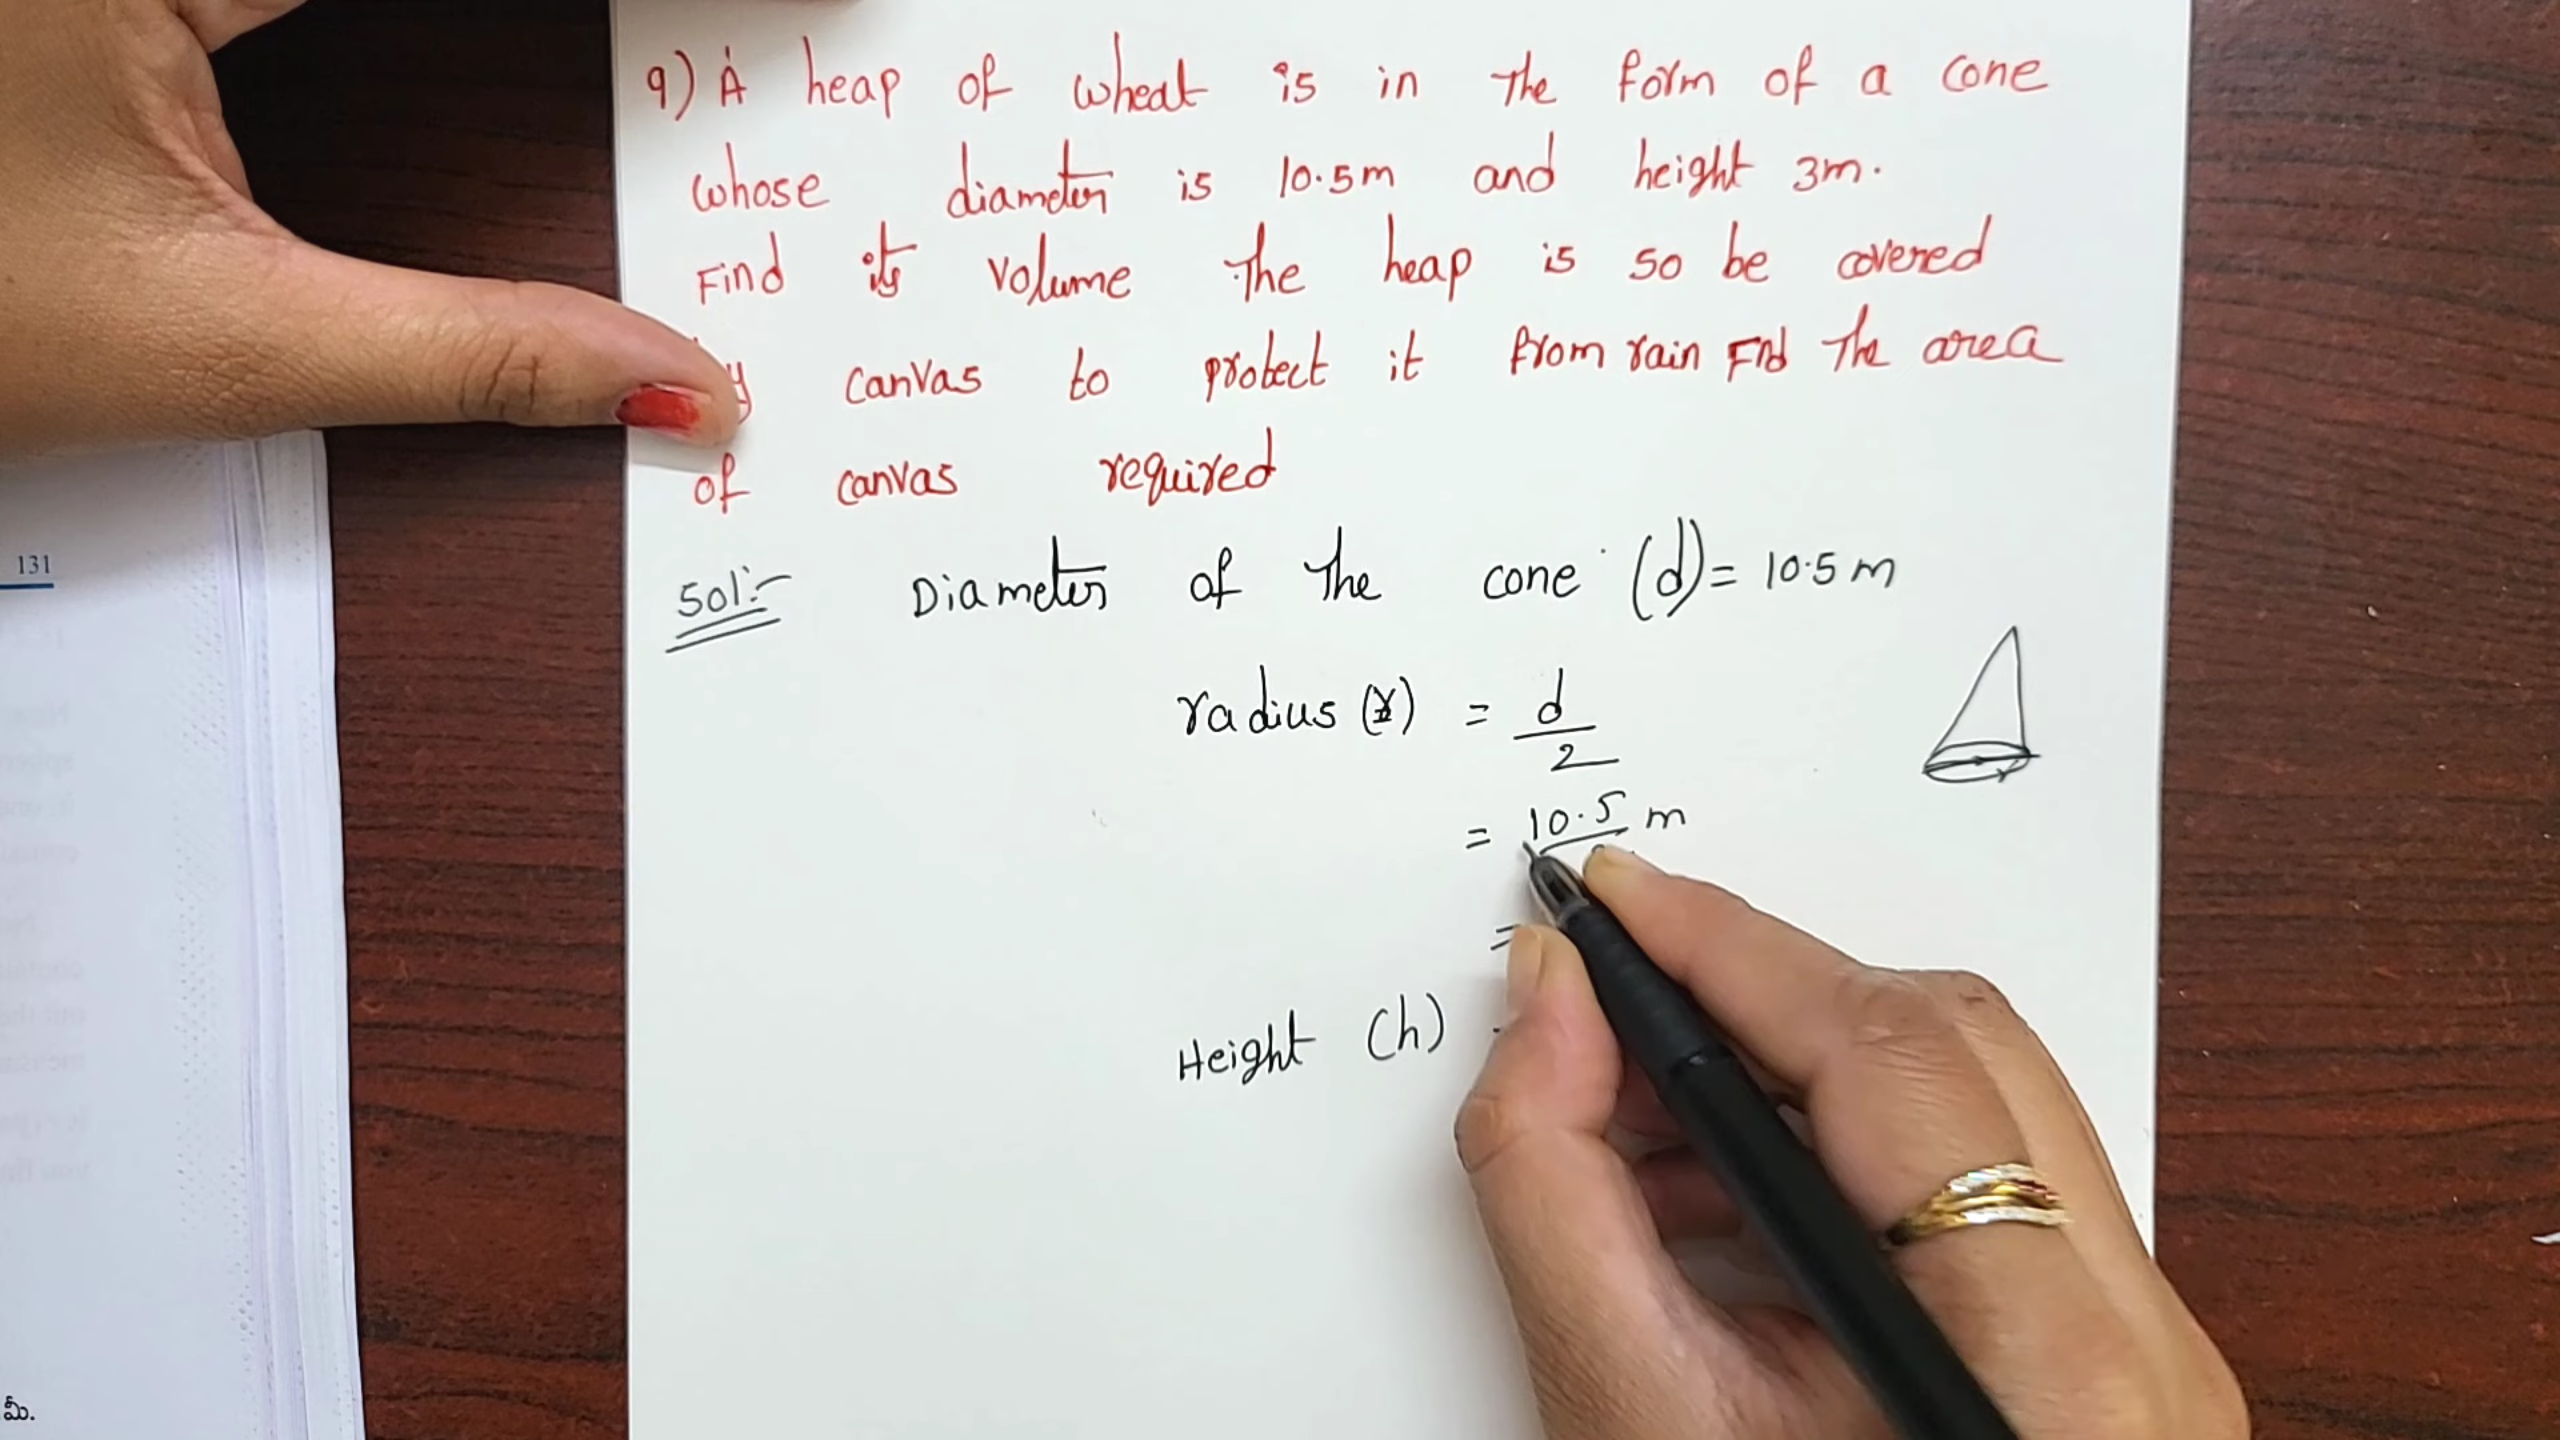 9) A heap of wheat is in the form of a cone
whose diameter is 10.5m and height 3m.
Find its volume The heap is so be covered
canvas to protect it from rain Find The area
of canvas required
Sol:- Diameter of The cone (d)= 10.5 m
radius (r) = d
2
= 10.5 m
=
Height (h)
131
మీ.